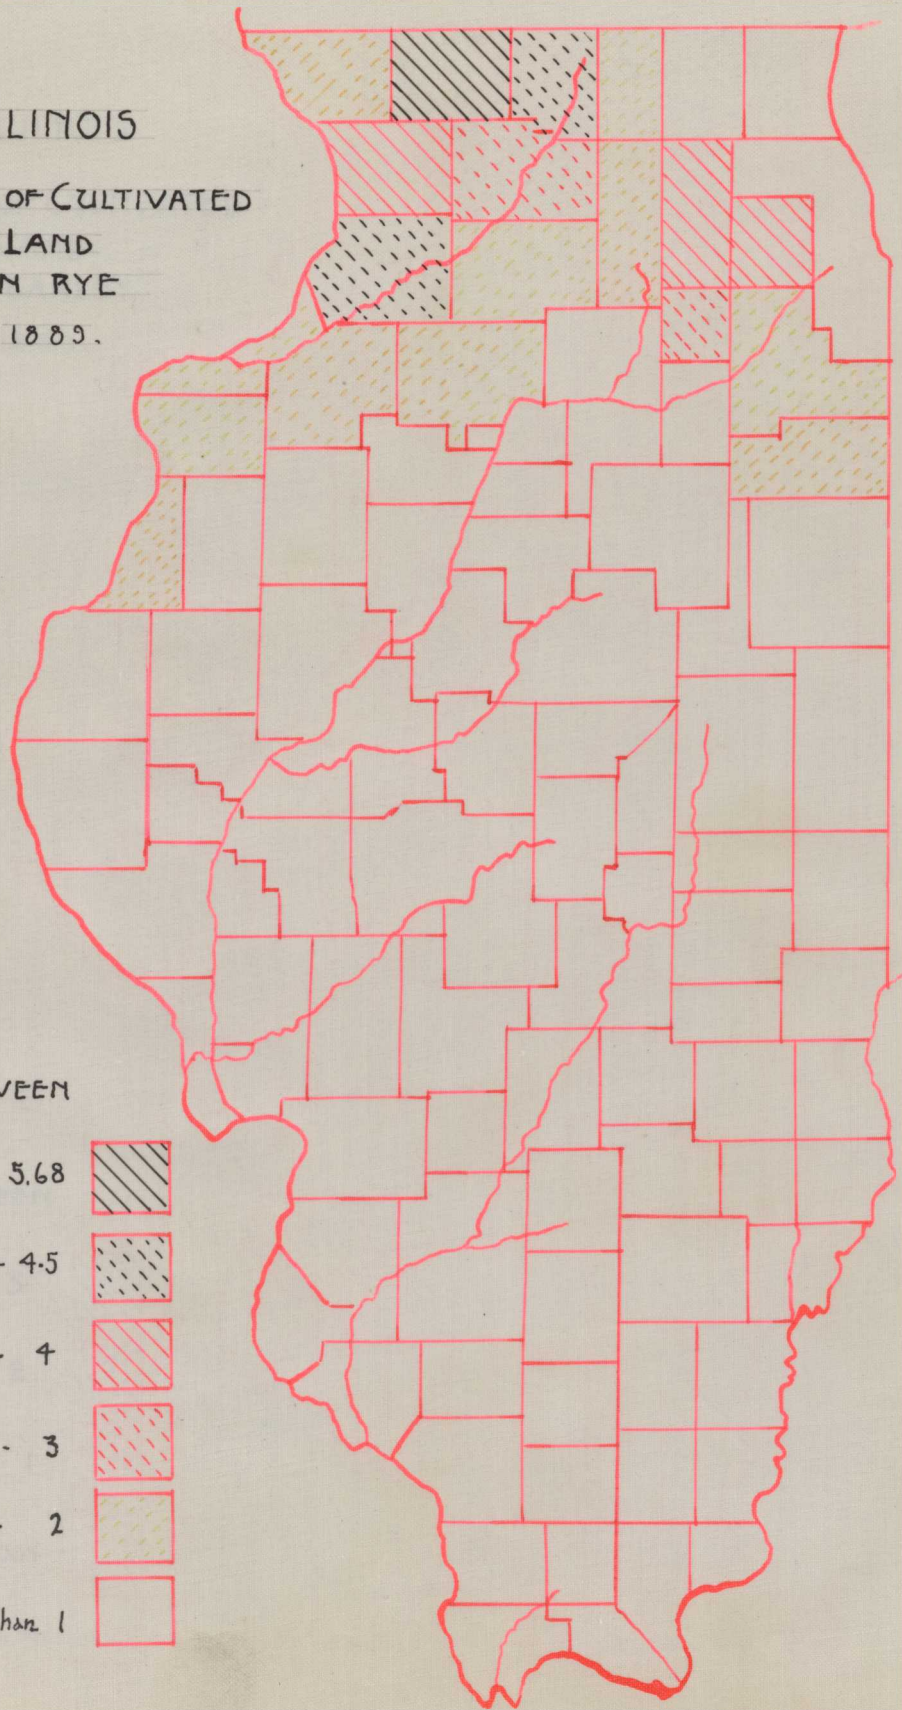 LINOIS
OF CULTIVATED
LAND
N RYE
1889.
VEEN
5.68
- 4.5
- 4
- 3
- 2
han 1